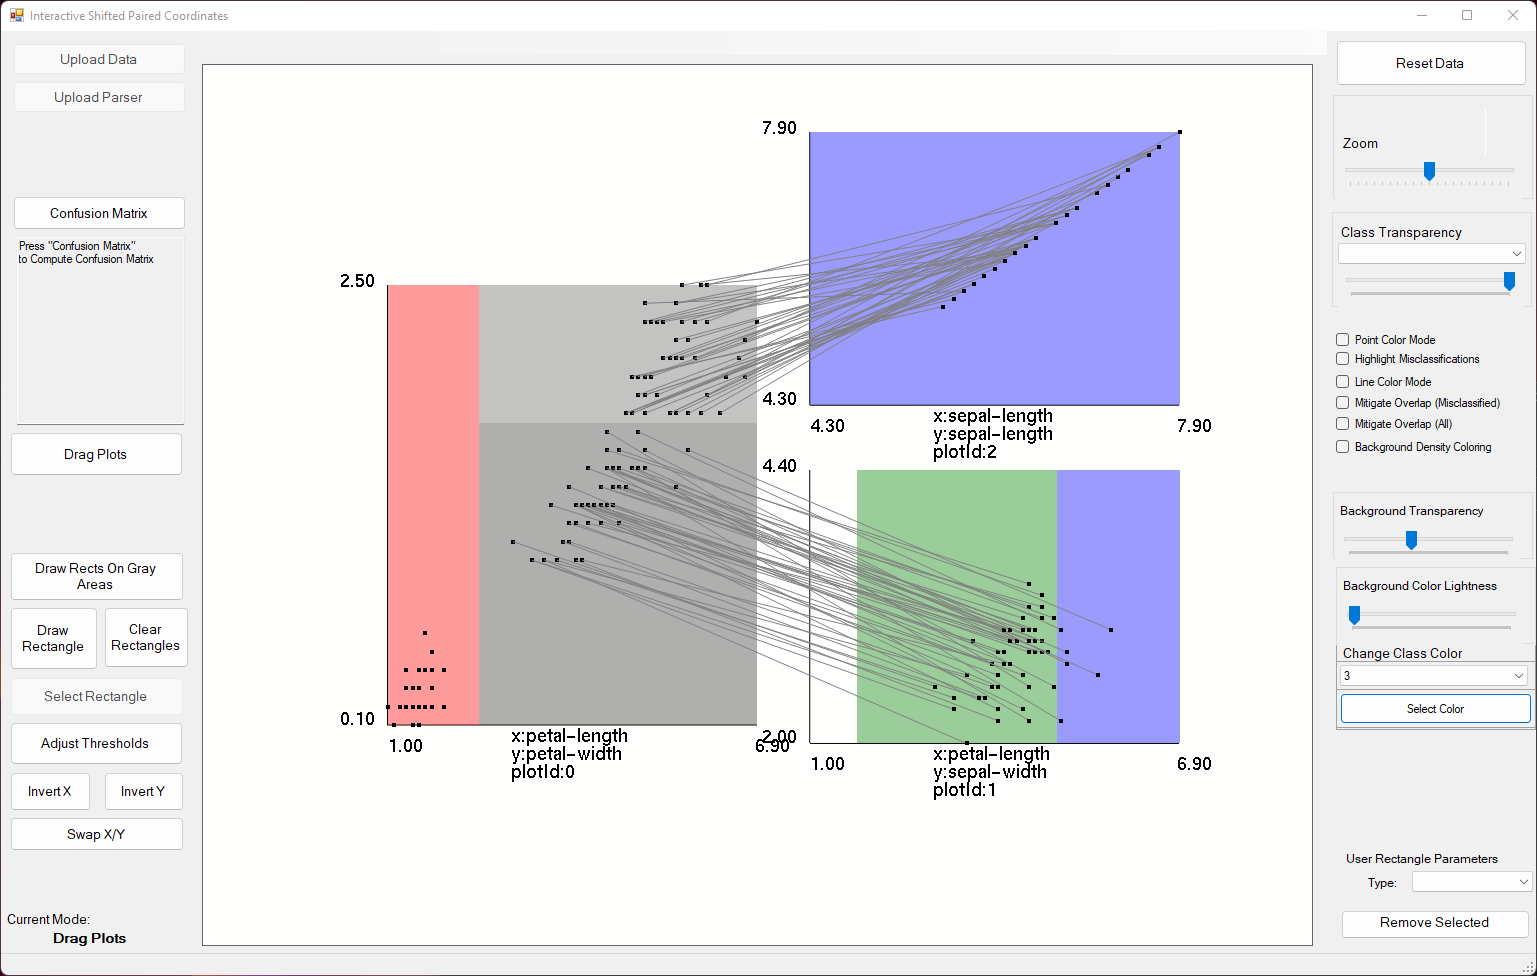 Interactive Shifted Paired Coordinates
Upload Data
Upload Parser
Confusion Matrix
Press "Confusion Matrix"
to Compute Confusion Matrix
Drag Plots
Draw Rects On Gray
Areas
Draw
Rectangle
Clear
Rectangles
Select Rectangle
Adjust Thresholds
Invert X
Invert Y
Swap X/Y
Current Mode:
Drag Plots
2.50
0.10
1.00
6.90
x:petal-length
y:petal-width
plotId:0
7.90
4.30
4.30
7.90
x:sepal-length
y:sepal-length
plotId:2
4.40
2.00
1.00
6.90
x:petal-length
y:sepal-width
plotId:1
Reset Data
Zoom
Class Transparency
Point Color Mode
Highlight Misclassifications
Line Color Mode
Mitigate Overlap (Misclassified)
Mitigate Overlap (All)
Background Density Coloring
Background Transparency
Background Color Lightness
Change Class Color
3
Select Color
User Rectangle Parameters
Type:
Remove Selected